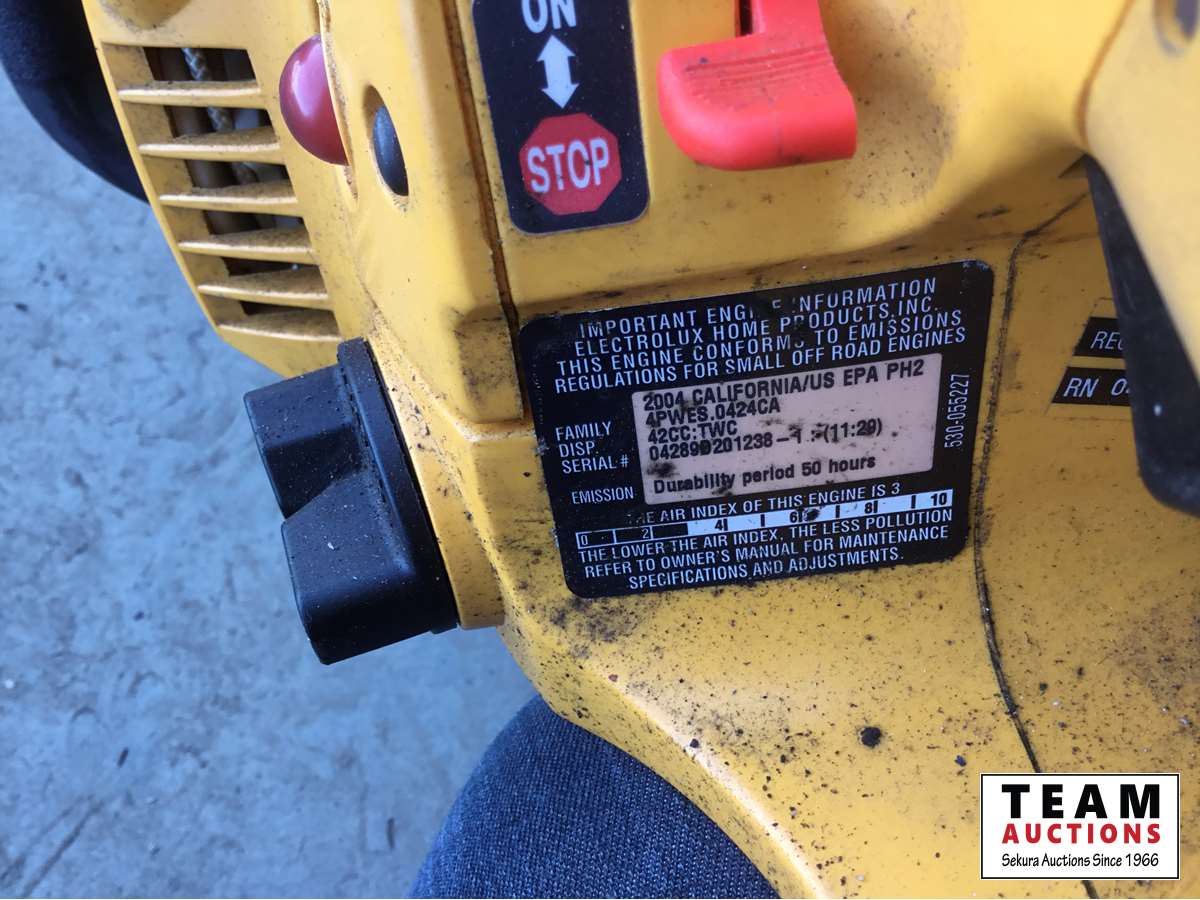 ON
STOP
IMPORTANT ENGINE INFORMATION
ELECTROLUX HOME PRODUCTS, INC.
THIS ENGINE CONFORMS TO EMISSIONS
REGULATIONS FOR SMALL OFF ROAD ENGINES
2004 CALIFORNIA/US EPA PH2
FAMILY 4PWES.0424CA
DISP. 42CC:TWC
SERIAL # 04289D201238-1 (11:29)
EMISSION Durability period 50 hours
THE AIR INDEX OF THIS ENGINE IS 3
0 2 4 6 8 10
THE LOWER THE AIR INDEX, THE LESS POLLUTION
REFER TO OWNER'S MANUAL FOR MAINTENANCE
SPECIFICATIONS AND ADJUSTMENTS.
530-055227
RN
TEAM
AUCTIONS
Sekura Auctions Since 1966